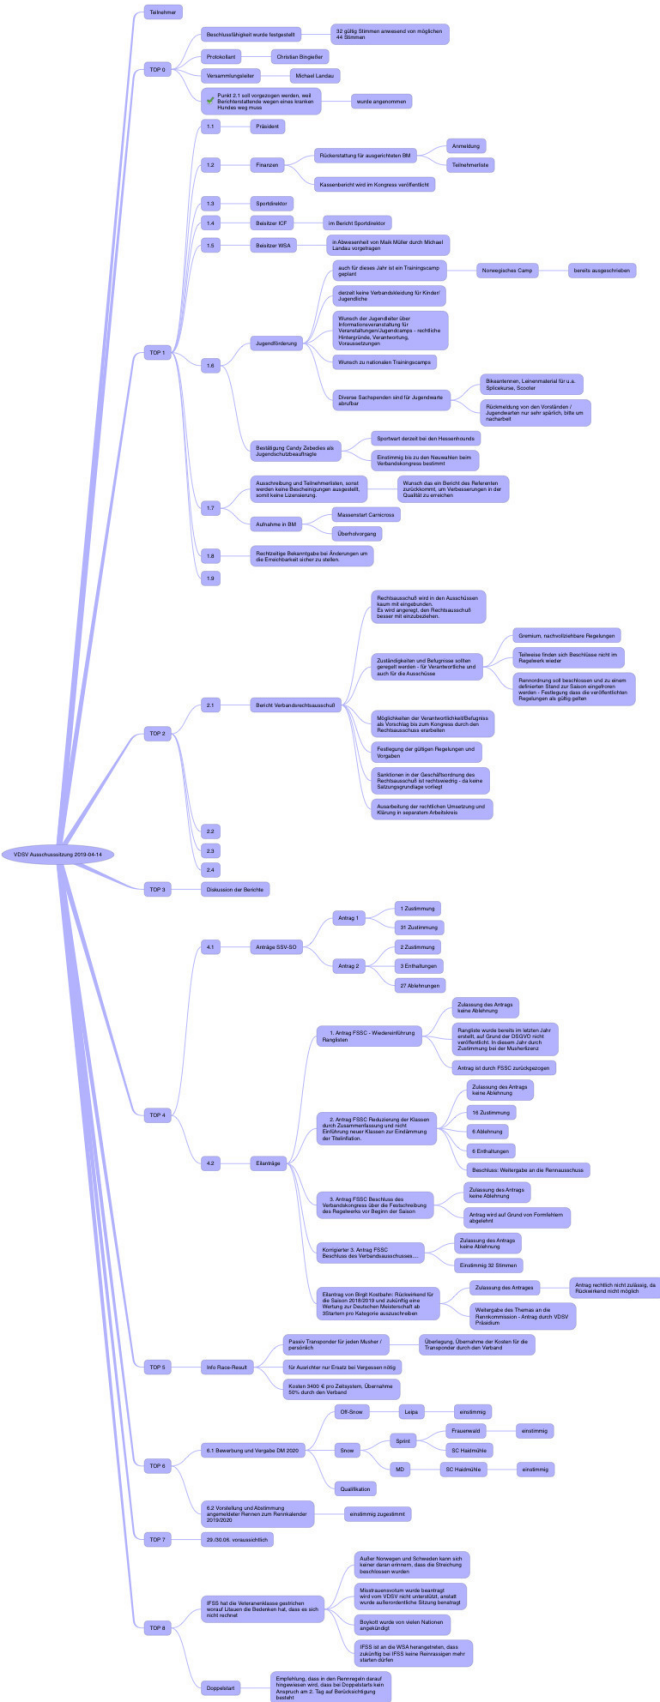 Teilnehmer
TOP 0
Beschlussfähigkeit wurde festgestellt
32 gültig Stimmen anwesend von möglichen
44 Stimmen
Protokollant
Christian Bingießer
Versammlungsleiter
Michael Landau
Punkt 2.1 soll vorgezogen werden, weil
Berichterstattende wegen eines kranken
Hundes weg muss
wurde angenommen
TOP 1
1.1
Präsident
1.2
Finanzen
Rückerstattung für ausgerichteten BM
Anmeldung
Teilnehmerliste
Kassenbericht wird im Kongress veröffentlicht
1.3
Sportdirektor
1.4
Beisitzer ICF
im Bericht Sportdirektor
1.5
Beisitzer WSA
in Abwesenheit von Maik Müller durch Michael
Landau vorgetragen
1.6
Jugendförderung
auch für dieses Jahr ist ein Trainingscamp
geplant
Norwegisches Camp
bereits ausgeschrieben
derzeit keine Verbandskleidung für Kinder/
Jugendliche
Wunsch der Jugendleiter über
Informationsveranstaltung für
Veranstaltungen/Jugendcamps - rechtliche
Hintergründe, Verantwortung,
Voraussetzungen
Wunsch zu nationalen Trainingscamps
Diverse Sachspenden sind für Jugendwarte
abrufbar
Bikeantennen, Leinenmaterial für u.a.
Splicekurse, Scooter
Rückmeldung von den Vorständen /
Jugendwarten nur sehr spärlich, bitte um
nacharbeit
Bestätigung Candy Zebedies als
Jugendschutzbeauftragte
Sportwart derzeit bei den Hessenhounds
Einstimmig bis zu den Neuwahlen beim
Verbandskongress bestimmt
1.7
Ausschreibung und Teilnehmerlisten, sonst
werden keine Bescheinigungen ausgestellt,
somit keine Lizensierung.
Wunsch das ein Bericht des Referenten
zurückkommt, um Verbesserungen in der
Qualität zu erreichen
Aufnahme in BM
Massenstart Canicross
Überholvorgang
1.8
Rechtzeitige Bekanntgabe bei Änderungen um
die Erreichbarkeit sicher zu stellen.
1.9
TOP 2
2.1
Bericht Verbandsrechtsausschuß
Rechtsausschuß wird in den Ausschüssen
kaum mit eingebunden.
Es wird angeregt, den Rechtsausschuß
besser mit einzubeziehen.
Zuständigkeiten und Befugnisse sollten
geregelt werden - für Verantwortliche und
auch für die Ausschüsse
Gremium, nachvollziehbare Regelungen
Teilweise finden sich Beschlüsse nicht im
Regelwerk wieder
Rennordnung soll beschlossen und zu einem
definierten Stand zur Saison eingefroren
werden - Festlegung dass die veröffentlichten
Regelungen als gültig gelten
Möglichkeiten der Verantwortlichkeit/Befugniss
als Vorschlag bis zum Kongress durch den
Rechtsausschuss erarbeiten
Festlegung der gültigen Regelungen und
Vorgaben
Sanktionen in der Geschäftsordnung des
Rechtsausschuß ist rechtswiedrig - da keine
Satzungsgrundlage vorliegt
Ausarbeitung der rechtlichen Umsetzung und
Klärung in separatem Arbeitskreis
2.2
2.3
2.4
VDSV Ausschusssitzung 2019-04-14
TOP 3
Diskussion der Berichte
TOP 4
4.1
Anträge GSV-SO
Antrag 1
1 Zustimmung
31 Zustimmung
Antrag 2
2 Zustimmung
3 Enthaltungen
27 Ablehnungen
4.2
Eilanträge
1. Antrag FSSC - Wiedereinführung
Ranglisten
Zulassung des Antrags
keine Ablehnung
Rangliste wurde bereits im letzten Jahr
erstellt, auf Grund der DSGVO nicht
veröffentlicht. In diesem Jahr durch
Zustimmung bei der Musherlizenz
Antrag ist durch FSSC zurückgezogen
2. Antrag FSSC Reduzierung der Klassen
durch Zusammenfassung und nicht
Einführung neuer Klassen zur Eindämmung
der Titelinflation.
Zulassung des Antrags
keine Ablehnung
16 Zustimmung
6 Ablehnung
6 Enthaltungen
Beschluss: Weitergabe an die Rennausschuss
3. Antrag FSSC Beschluss des
Verbandskongress über die Festschreibung
des Regelwerks vor Beginn der Saison
Zulassung des Antrags
keine Ablehnung
Antrag wird auf Grund von Formfehlern
abgelehnt
Korrigierter 3. Antrag FSSC
Beschluss des Verbandsausschusses....
Zulassung des Antrags
keine Ablehnung
Einstimmig 32 Stimmen
Eilantrag von Birgit Kostbahn: Rückwirkend für
die Saison 2018/2019 und zukünftig eine
Wertung zur Deutschen Meisterschaft ab
3Startern pro Kategorie auszuschreiben
Zulassung des Antrages
Antrag rechtlich nicht zulässig, da
Rückwirkend nicht möglich
Weitergabe des Themas an die
Rennkommission - Antrag durch VDSV
Präsidium
TOP 5
Info Race-Result
Passiv Transponder für jeden Musher /
persönlich
Überlegung, Übernahme der Kosten für die
Transponder durch den Verband
für Ausrichter nur Ersatz bei Vergessen nötig
Kosten 3400 € pro Zeitsystem, Übernahme
50% durch den Verband
TOP 6
6.1 Bewerbung und Vergabe DM 2020
Off-Snow
Leipa
einstimmig
Snow
Sprint
Frauenwald
einstimmig
SC Haidmühle
MD
SC Haidmühle
einstimmig
Qualifikation
6.2 Vorstellung und Abstimmung
angemeldeter Rennen zum Rennkalender
2019/2020
einstimmig zugestimmt
TOP 7
29./30.05. voraussichtlich
TOP 8
IFSS hat die Veteranenklasse gestrichen
worauf Litauen die Bedenken hat, dass es sich
nicht rechnet
Außer Norwegen und Schweden kann sich
keiner daran erinnern, dass die Streichung
beschlossen wurden
Misstrauensvotum wurde beantragt
wird vom VDSV nicht unterstützt, anstatt
wurde außerordentliche Sitzung beantragt
Boykott wurde von vielen Nationen
angekündigt
IFSS ist an die WSA herangetreten, dass
zukünftig bei IFSS keine Reinrassigen mehr
starten dürfen
Doppelstart
Empfehlung, dass in den Rennregeln darauf
hingewiesen wird, dass bei Doppelstarts kein
Anspruch am 2. Tag auf Berücksichtigung
besteht